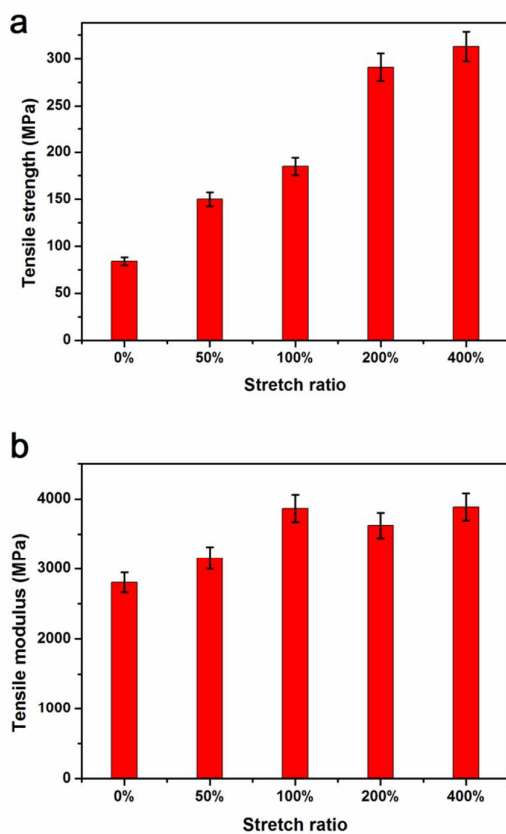 a
Tensile strength (MPa)
300
250
200
150
100
50
0
0% 50% 100% 200% 400%
Stretch ratio
b
Tensile modulus (MPa)
4000
3000
2000
1000
0
0% 50% 100% 200% 400%
Stretch ratio